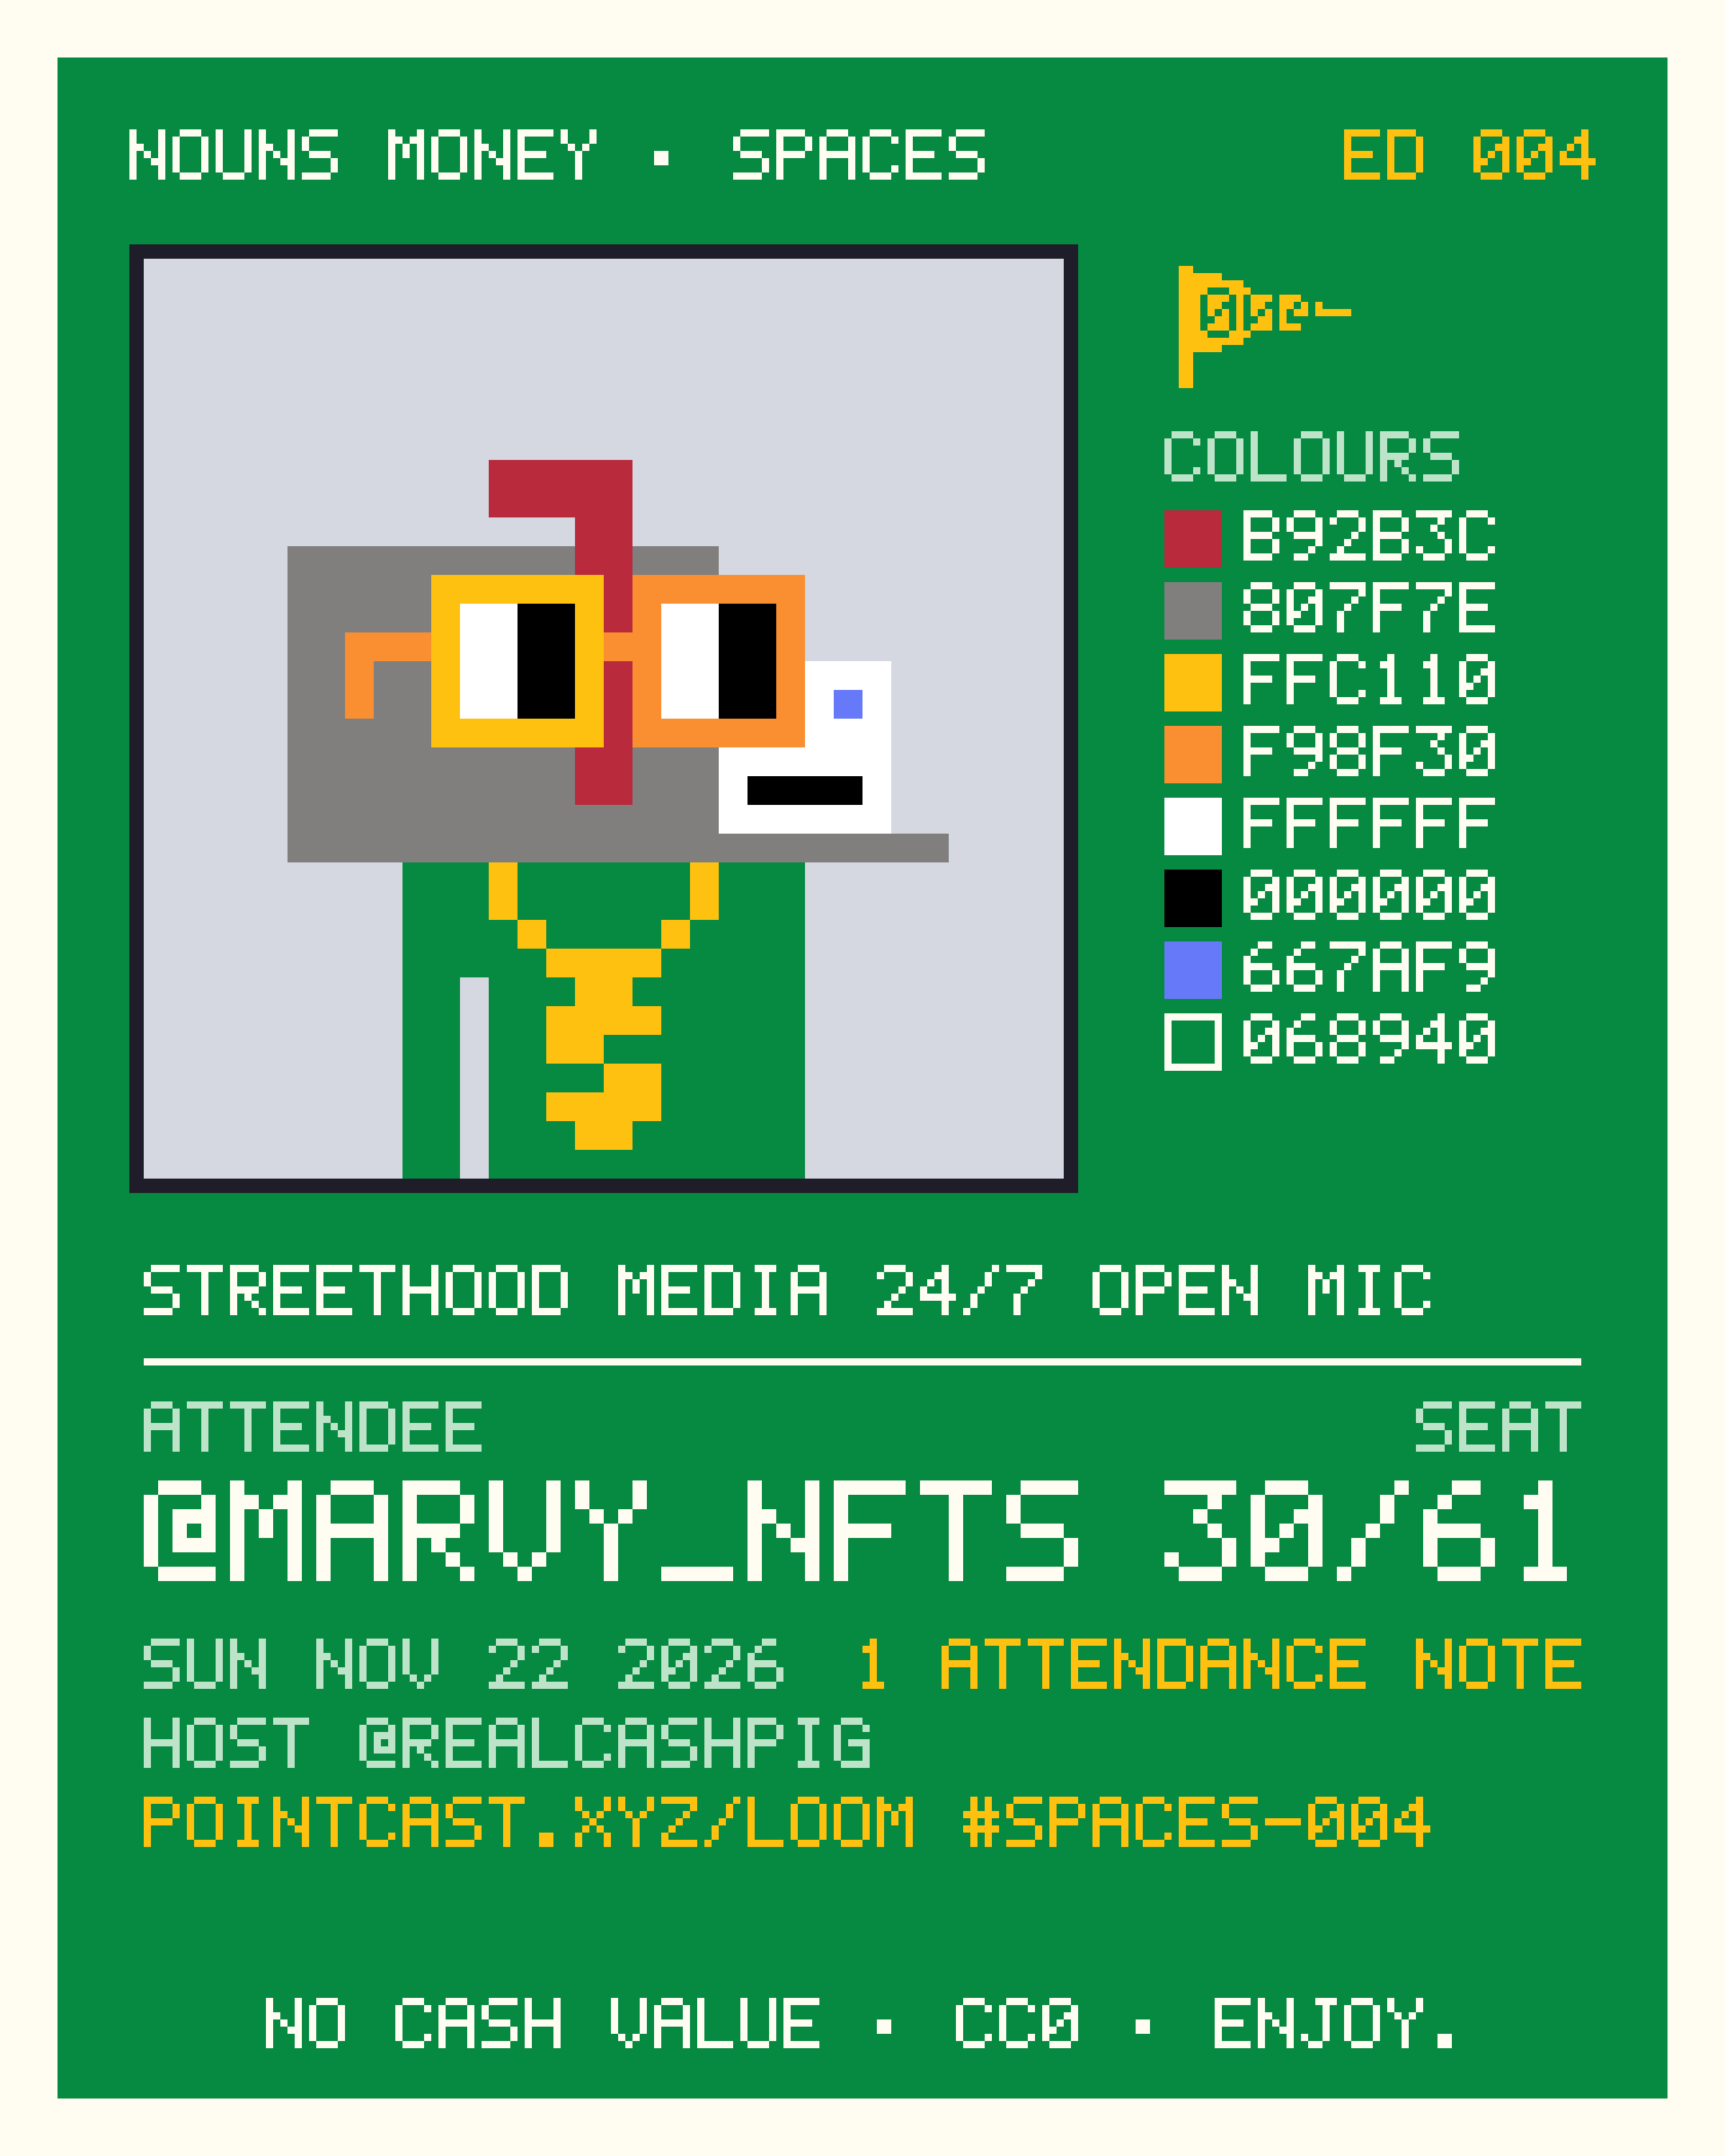 NOUNS MONEY · SPACES
ED 004
COLOURS
B92B3C
807F7E
FFC110
F98F30
FFFFFF
000000
667AF9
068940
STREETHOOD MEDIA 24/7 OPEN MIC
ATTENDEE
SEAT
@MARVY_NFTS 30/61
SUN NOV 22 2026 1 ATTENDANCE NOTE
HOST @REALCASHPIG
POINTCAST.XYZ/LOOM #SPACES-004
NO CASH VALUE · CC0 · ENJOY.